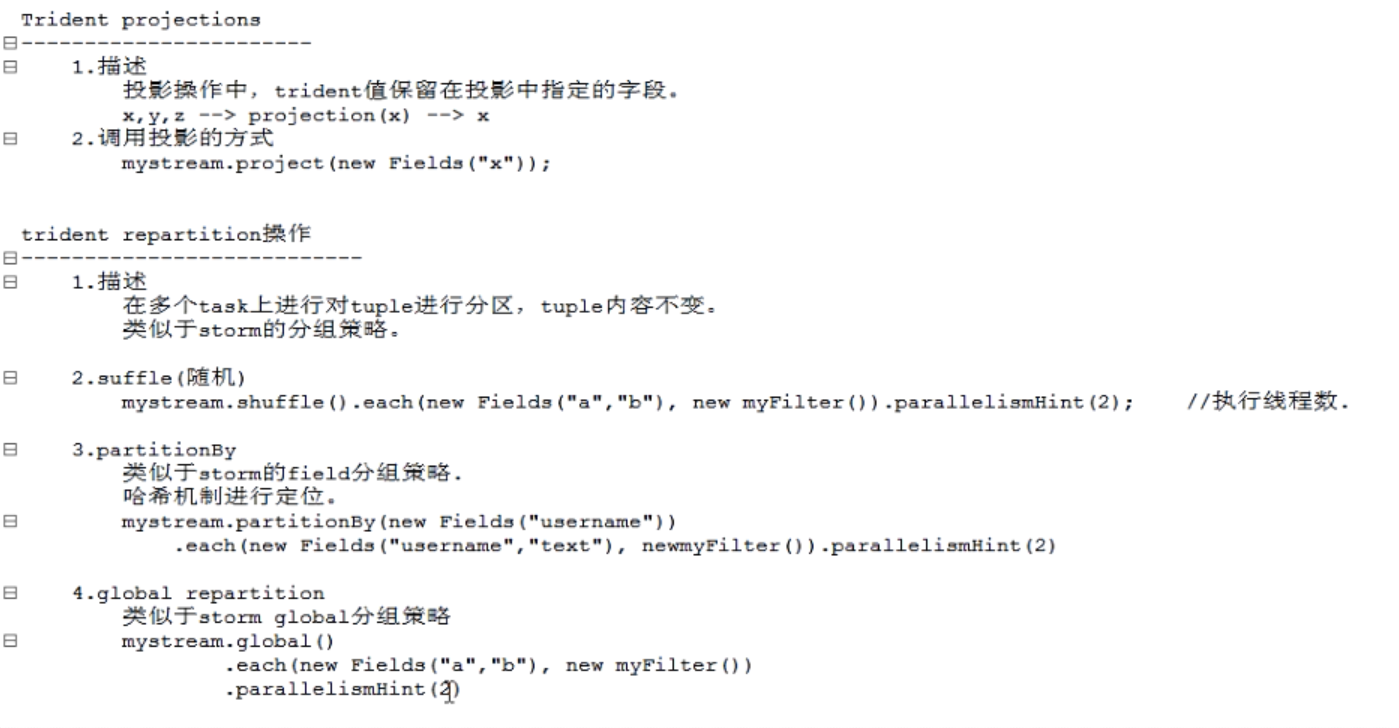 Trident projections
-----------------------
1.描述
投影操作中，trident值保留在投影中指定的字段。
x,y,z --> projection(x) --> x
2.调用投影的方式
mystream.project(new Fields("x"));
trident repartition操作
---------------------------
1.描述
在多个task上进行对tuple进行分区，tuple内容不变。
类似于storm的分组策略。
2.suffle(随机)
mystream.shuffle().each(new Fields("a","b"), new myFilter()).parallelismHint(2); //执行线程数.
3.partitionBy
类似于storm的field分组策略.
哈希机制进行定位。
mystream.partitionBy(new Fields("username"))
.each(new Fields("username","text"), newmyFilter()).parallelismHint(2)
4.global repartition
类似于storm global分组策略
mystream.global()
.each(new Fields("a","b"), new myFilter())
.parallelismHint(2)